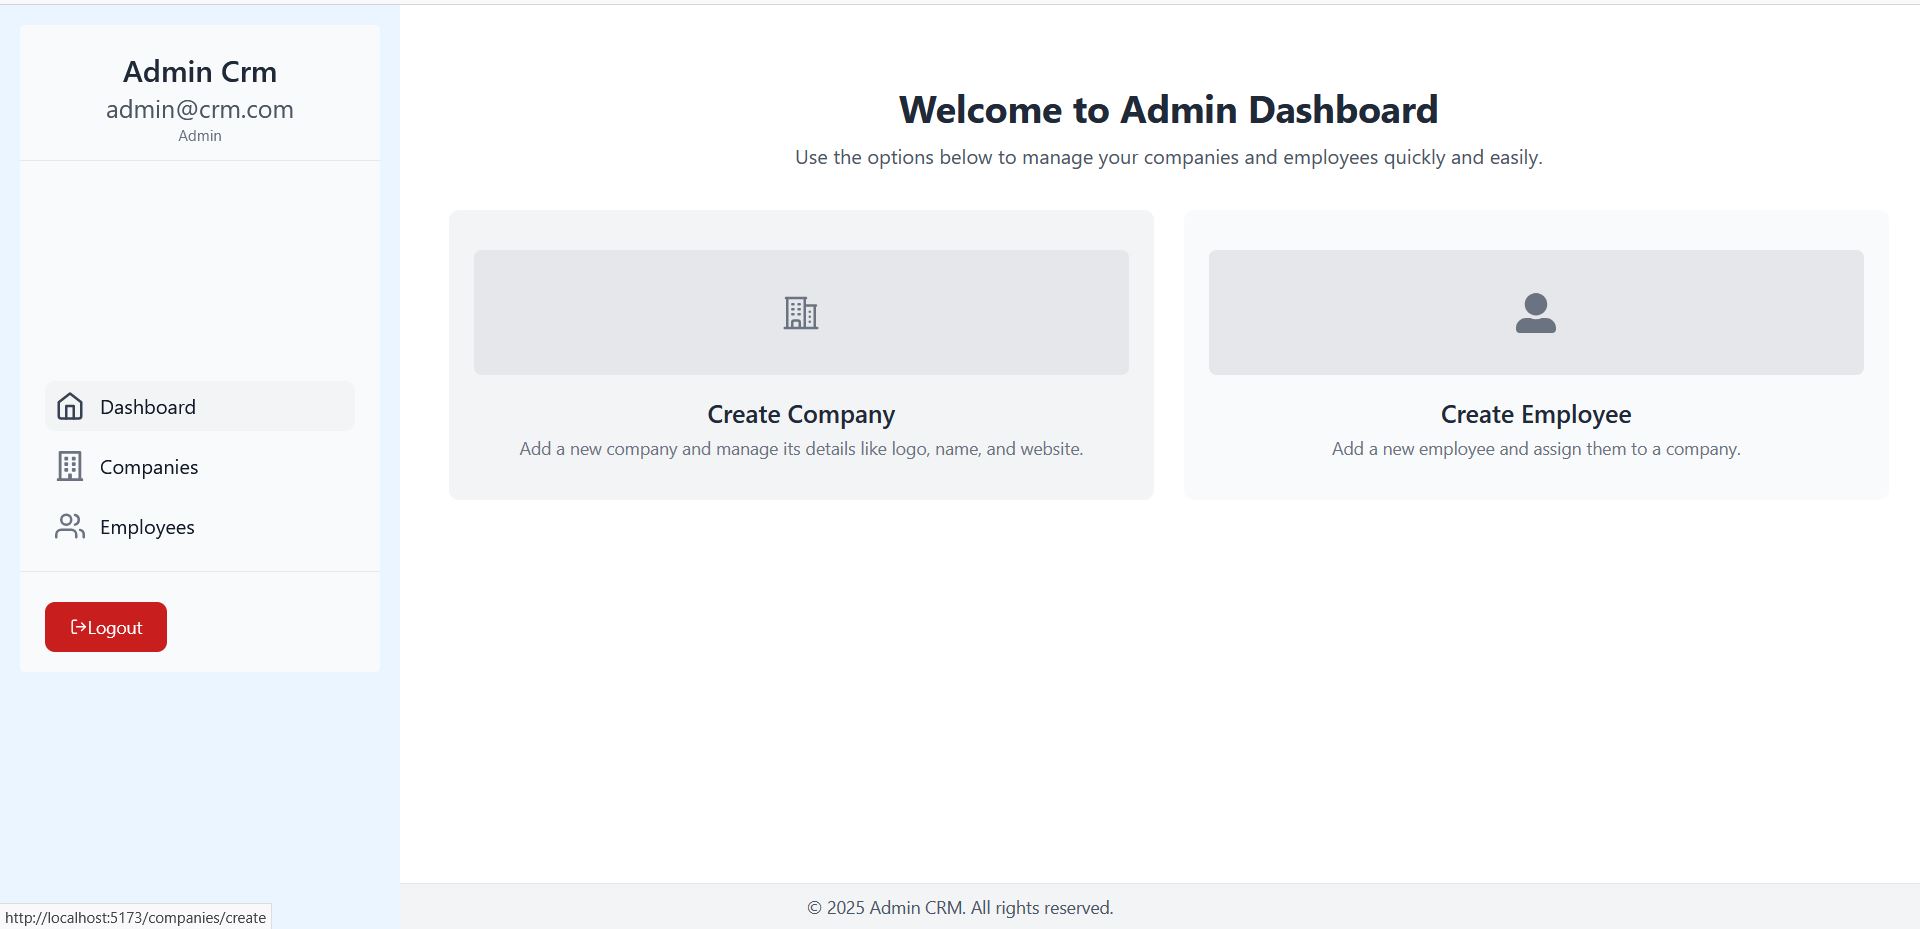 Admin Crm
admin@crm.com
Admin
Dashboard
Companies
Employees
Logout
Welcome to Admin Dashboard
Use the options below to manage your companies and employees quickly and easily.
Create Company
Add a new company and manage its details like logo, name, and website.
Create Employee
Add a new employee and assign them to a company.
© 2025 Admin CRM. All rights reserved.
http://localhost:5173/companies/create